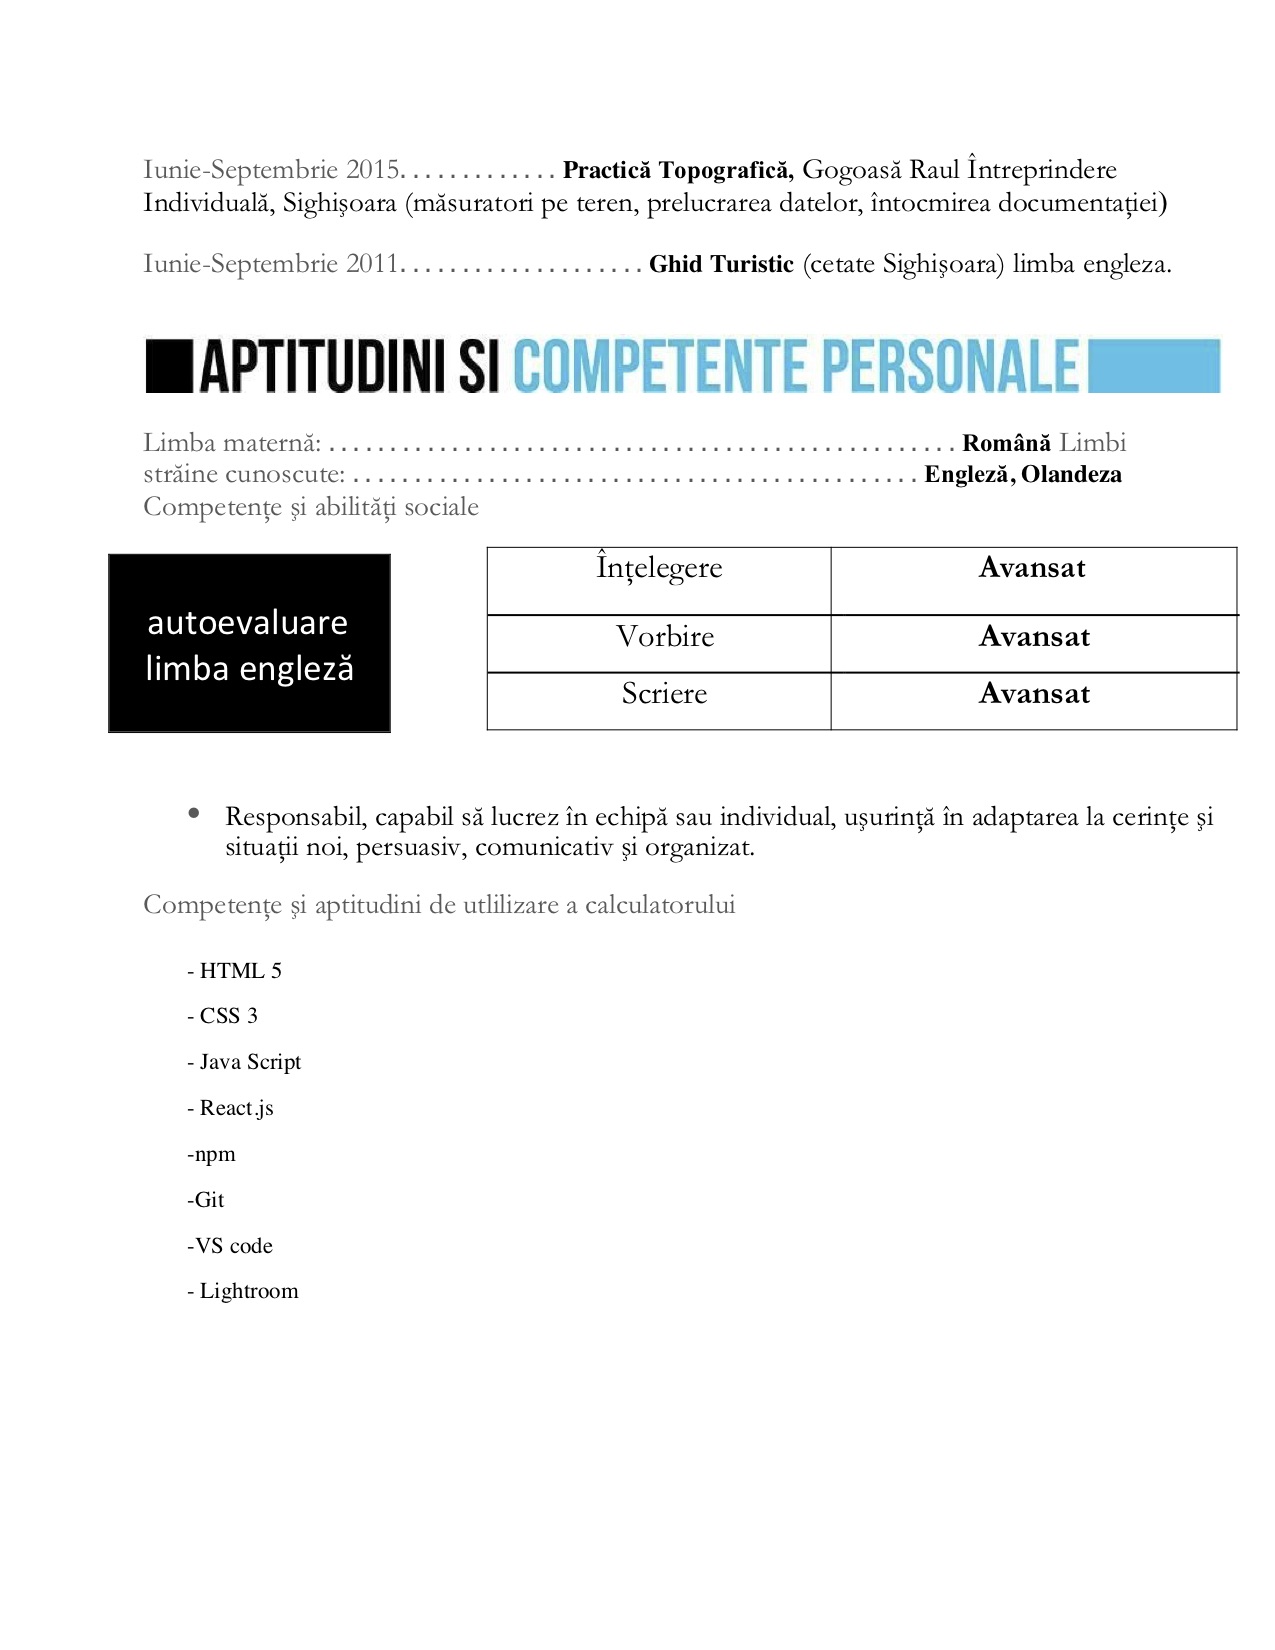 Iunie-Septembrie 2015. . . . . . . . . . . . . Practică Topografică, Gogoasă Raul Întreprindere
Individuală, Sighişoara (măsuratori pe teren, prelucrarea datelor, întocmirea documentaţiei)
Iunie-Septembrie 2011. . . . . . . . . . . . . . . . . . . . Ghid Turistic (cetate Sighişoara) limba engleza.
APTITUDINI SI COMPETENTE PERSONALE
Limba maternă: . . . . . . . . . . . . . . . . . . . . . . . . . . . . . . . . . . . . . . . . . . . . . . . . . . . Română Limbi
străine cunoscute: . . . . . . . . . . . . . . . . . . . . . . . . . . . . . . . . . . . . . . . . . . . . . . Engleză, Olandeza
Competenţe şi abilităţi sociale
autoevaluare
limba engleză
Înţelegere Avansat
Vorbire Avansat
Scriere Avansat
• Responsabil, capabil să lucrez în echipă sau individual, uşurinţă în adaptarea la cerinţe şi
situaţii noi, persuasiv, comunicativ şi organizat.
Competenţe şi aptitudini de utlilizare a calculatorului
- HTML 5
- CSS 3
- Java Script
- React.js
-npm
-Git
-VS code
- Lightroom